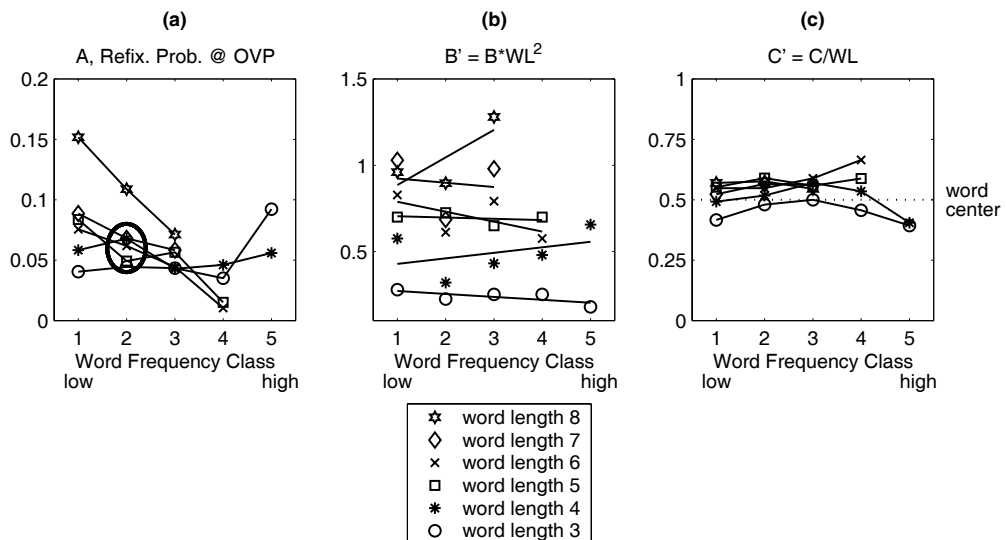 (a)
A, Refix. Prob. @ OVP
0.2
0.15
0.1
0.05
0
1 2 3 4 5
Word Frequency Class
low high
(b)
B' = B*WL²
1.5
1
0.5
1 2 3 4 5
Word Frequency Class
low high
(c)
C' = C/WL
1
0.75
0.5
0.25
0
1 2 3 4 5
Word Frequency Class
low high
word
center
word length 8
word length 7
word length 6
word length 5
word length 4
word length 3